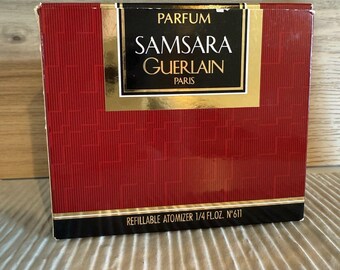 PARFUM
SAMSARA
GUERLAIN
PARIS
REFILLABLE ATOMIZER 1/4 FL.OZ. N°611